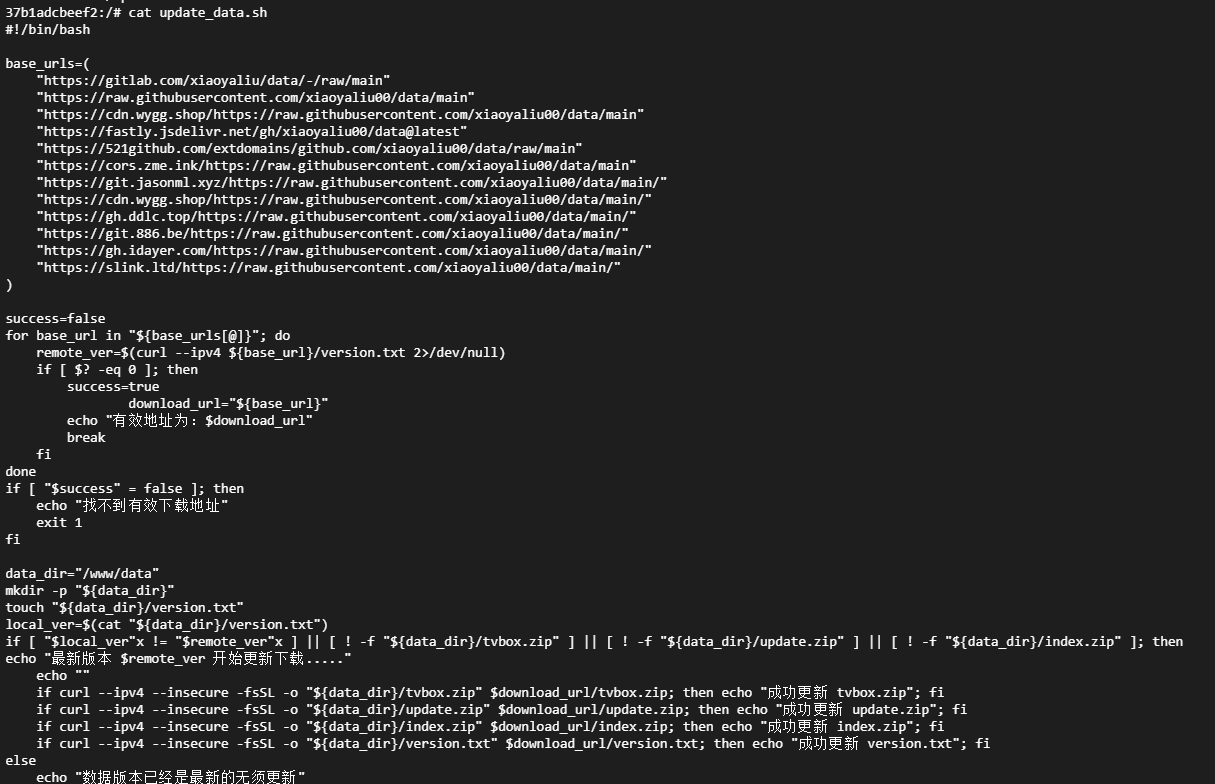 37b1adcbeef2:/# cat update_data.sh
#!/bin/bash

base_urls=(
    "https://gitlab.com/xiaoyaliu/data/-/raw/main"
    "https://raw.githubusercontent.com/xiaoyaliu00/data/main"
    "https://cdn.wygg.shop/https://raw.githubusercontent.com/xiaoyaliu00/data/main"
    "https://fastly.jsdelivr.net/gh/xiaoyaliu00/data@latest"
    "https://521github.com/extdomains/github.com/xiaoyaliu00/data/raw/main"
    "https://cors.zme.ink/https://raw.githubusercontent.com/xiaoyaliu00/data/main"
    "https://git.jasonml.xyz/https://raw.githubusercontent.com/xiaoyaliu00/data/main/"
    "https://cdn.wygg.shop/https://raw.githubusercontent.com/xiaoyaliu00/data/main/"
    "https://gh.ddlc.top/https://raw.githubusercontent.com/xiaoyaliu00/data/main/"
    "https://git.886.be/https://raw.githubusercontent.com/xiaoyaliu00/data/main/"
    "https://gh.idayer.com/https://raw.githubusercontent.com/xiaoyaliu00/data/main/"
    "https://slink.ltd/https://raw.githubusercontent.com/xiaoyaliu00/data/main/"
)

success=false
for base_url in "${base_urls[@]}"; do
    remote_ver=$(curl --ipv4 ${base_url}/version.txt 2>/dev/null)
    if [ $? -eq 0 ]; then
        success=true
                download_url="${base_url}"
        echo "有效地址为: $download_url"
        break
    fi
done
if [ "$success" = false ]; then
    echo "找不到有效下载地址"
    exit 1
fi

data_dir="/www/data"
mkdir -p "${data_dir}"
touch "${data_dir}/version.txt"
local_ver=$(cat "${data_dir}/version.txt")
if [ "$local_ver"x != "$remote_ver"x ] || [ ! -f "${data_dir}/tvbox.zip" ] || [ ! -f "${data_dir}/update.zip" ] || [ ! -f "${data_dir}/index.zip" ]; then
echo "最新版本 $remote_ver 开始更新下载....."
    echo ""
    if curl --ipv4 --insecure -fsSL -o "${data_dir}/tvbox.zip" $download_url/tvbox.zip; then echo "成功更新 tvbox.zip"; fi
    if curl --ipv4 --insecure -fsSL -o "${data_dir}/update.zip" $download_url/update.zip; then echo "成功更新 update.zip"; fi
    if curl --ipv4 --insecure -fsSL -o "${data_dir}/index.zip" $download_url/index.zip; then echo "成功更新 index.zip"; fi
    if curl --ipv4 --insecure -fsSL -o "${data_dir}/version.txt" $download_url/version.txt; then echo "成功更新 version.txt"; fi
else
    echo "数据版本已经是最新的无须更新"